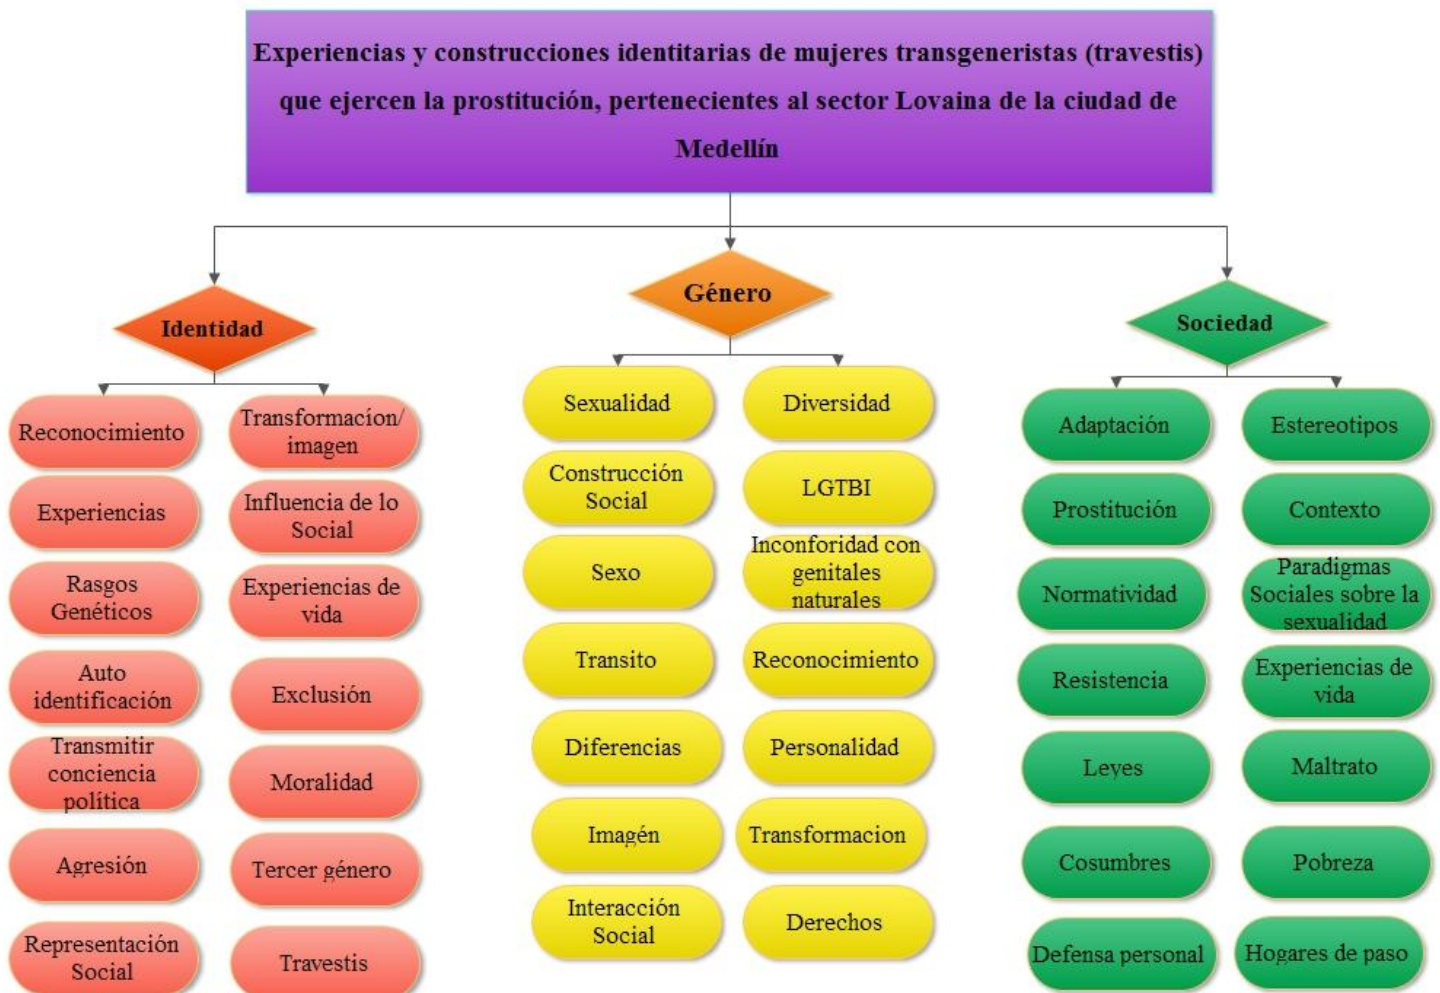 Experiencias y construcciones identitarias de mujeres transgeneristas (travestis)
que ejercen la prostitución, pertenecientes al sector Lovaina de la ciudad de
Medellín
Identidad
Reconocimiento
Transformacíon/
imagen
Experiencias
Influencia de lo
Social
Rasgos
Genéticos
Experiencias de
vida
Auto
identificación
Exclusión
Transmitir
conciencia
política
Moralidad
Agresión
Tercer género
Representación
Social
Travestis
Género
Sexualidad
Diversidad
Construcción
Social
LGTBI
Sexo
Inconforidad con
genitales
naturales
Transito
Reconocimiento
Diferencias
Personalidad
Imagén
Transformacion
Interacción
Social
Derechos
Sociedad
Adaptación
Estereotipos
Prostitución
Contexto
Normatividad
Paradigmas
Sociales sobre la
sexualidad
Resistencia
Experiencias de
vida
Leyes
Maltrato
Cosumbres
Pobreza
Defensa personal
Hogares de paso